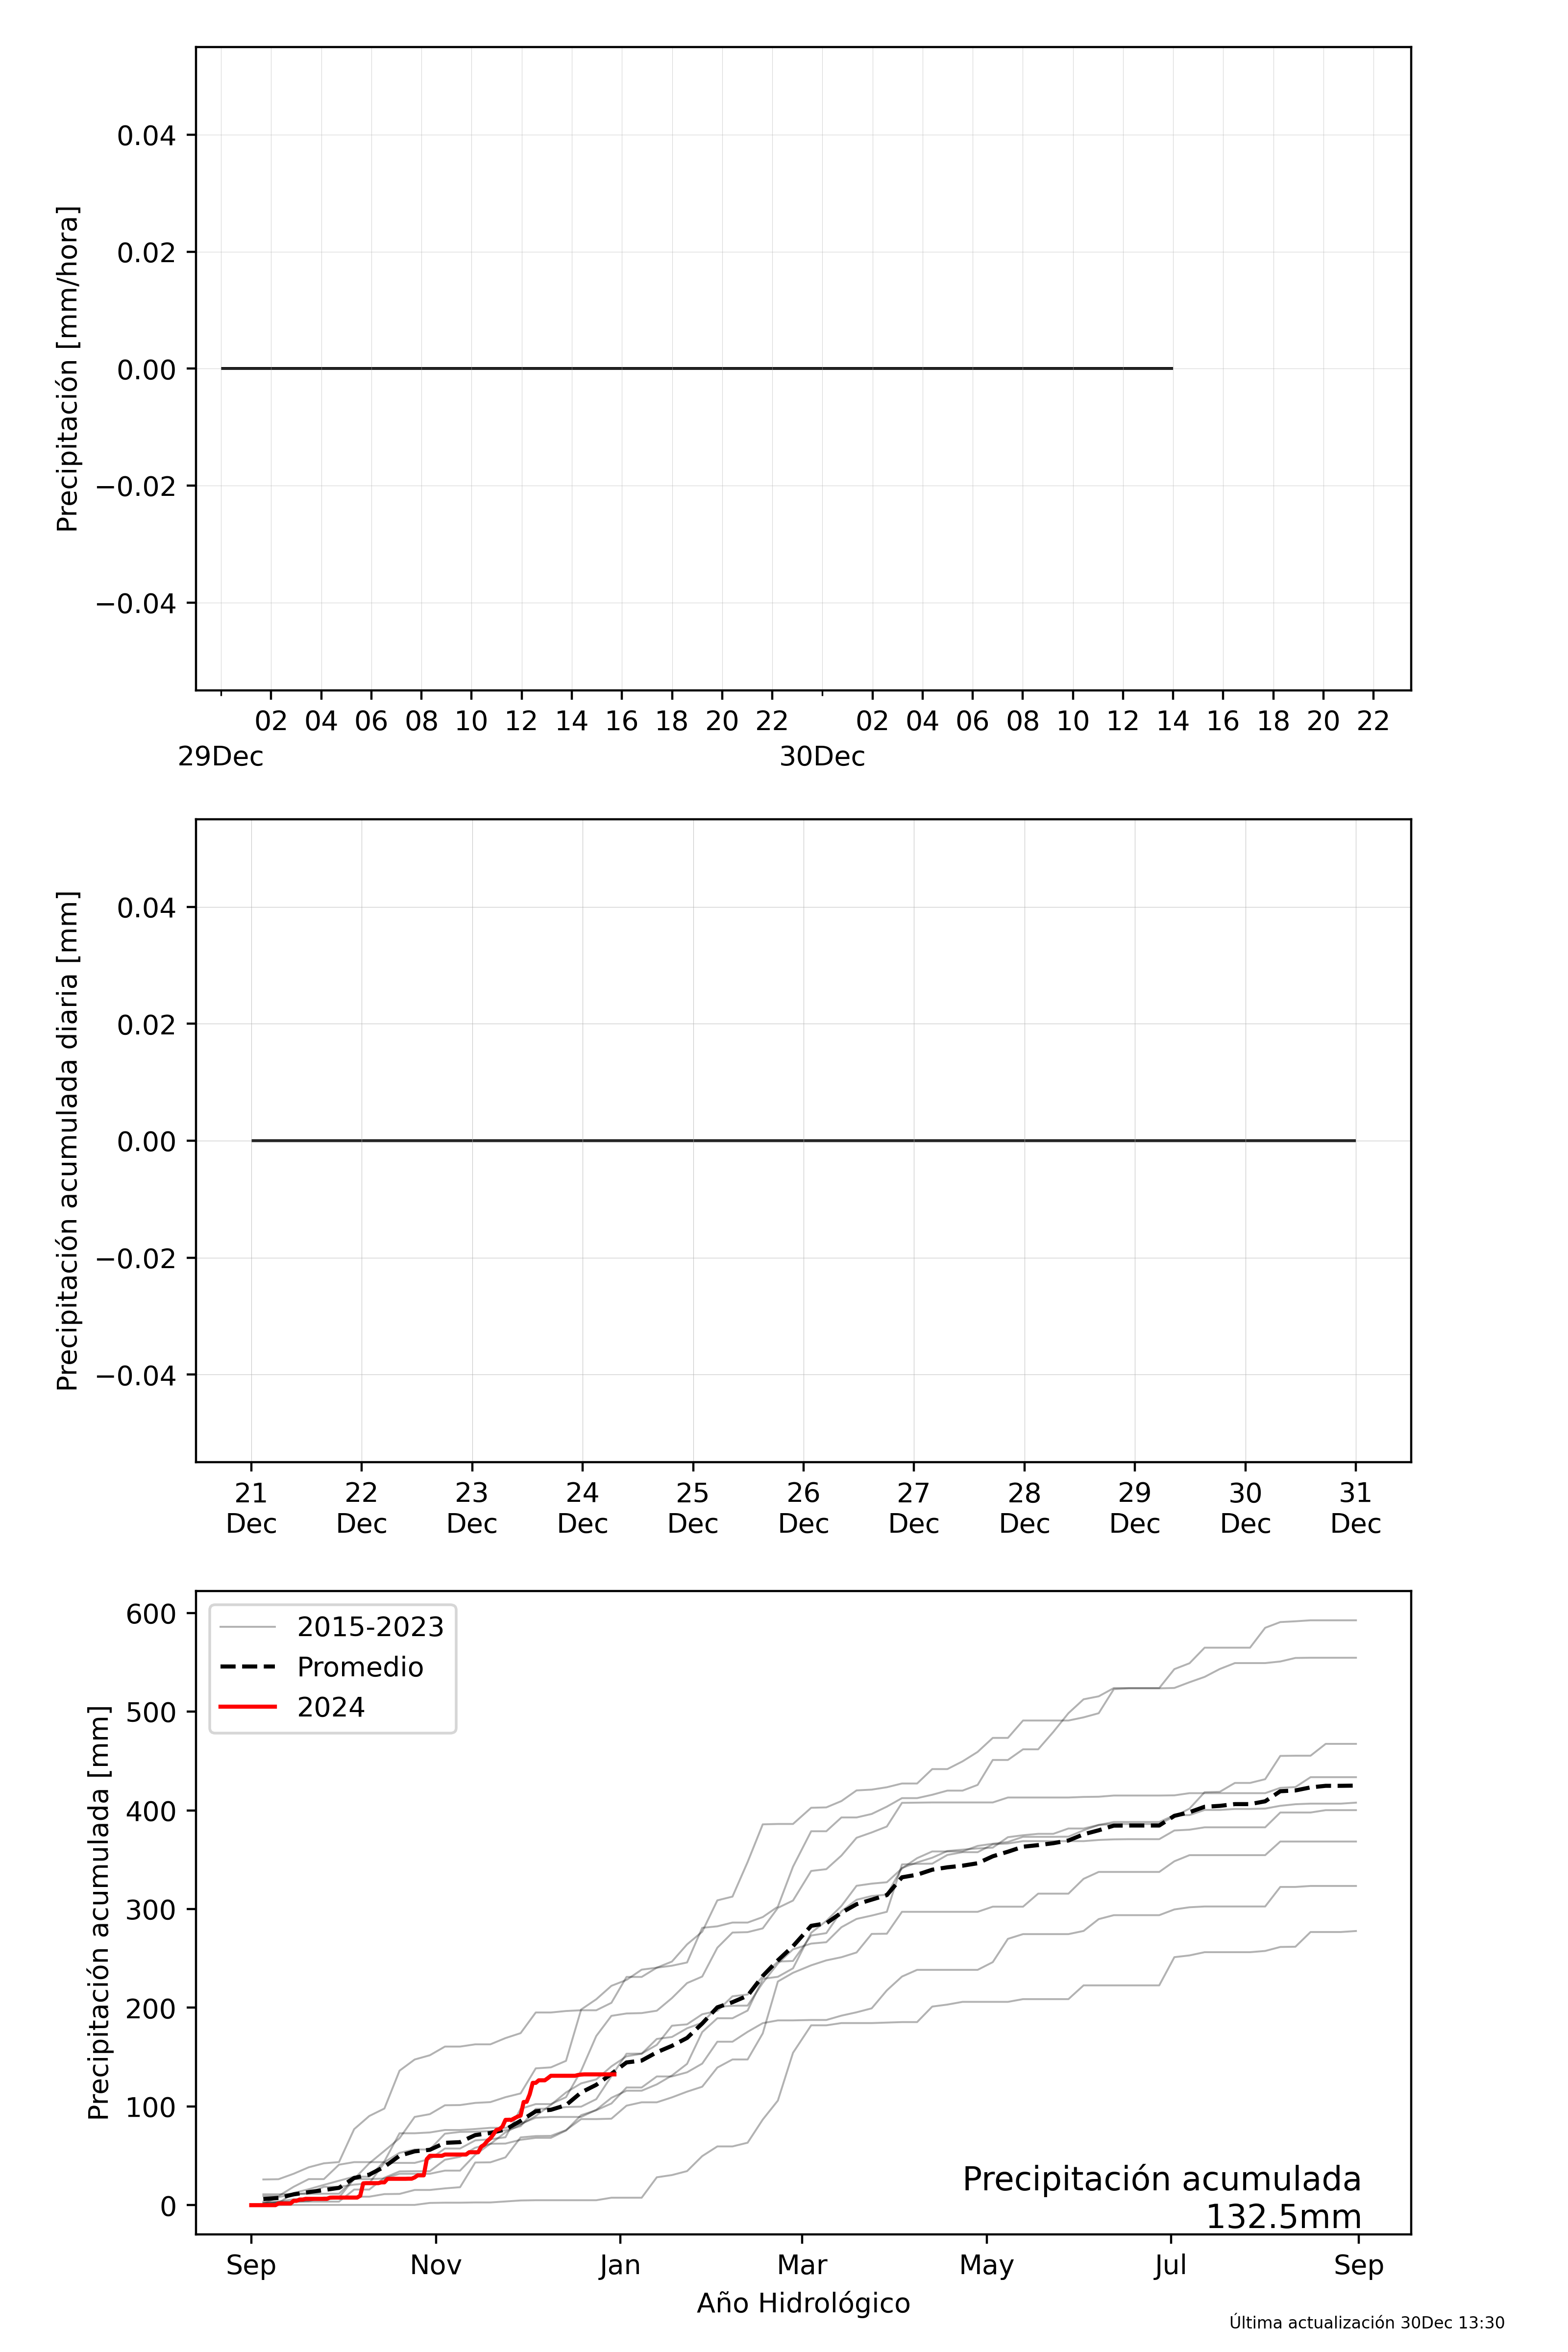 Precipitación [mm/hora]
0.04
0.02
0.00
−0.02
−0.04
02 04 06 08 10 12 14 16 18 20 22 02 04 06 08 10 12 14 16 18 20 22
29Dec 30Dec
Precipitación acumulada diaria [mm]
0.04
0.02
0.00
−0.02
−0.04
21 22 23 24 25 26 27 28 29 30 31
Dec Dec Dec Dec Dec Dec Dec Dec Dec Dec Dec
Precipitación acumulada [mm]
600
500
400
300
200
100
0
2015-2023
Promedio
2024
Precipitación acumulada
132.5mm
Sep Nov Jan Mar May Jul Sep
Año Hidrológico
Última actualización 30Dec 13:30